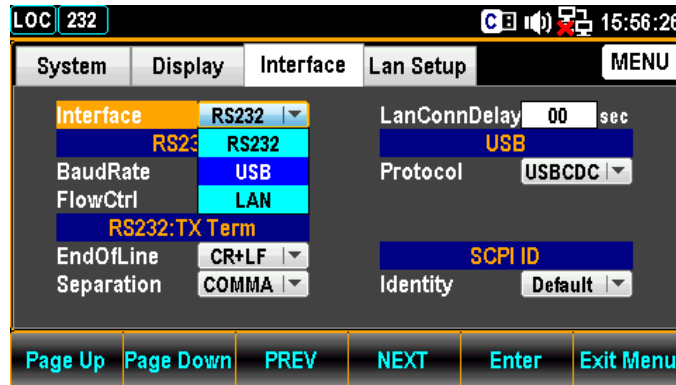 LOC 232 C 15:56:26
System Display Interface Lan Setup MENU
Interface RS232 LanConnDelay 00 sec
RS23 RS232 USB
BaudRate USB Protocol USBCDC
FlowCtrl LAN
RS232:TX Term
EndOfLine CR+LF SCPI ID
Separation COMMA Identity Default
Page Up Page Down PREV NEXT Enter Exit Menu